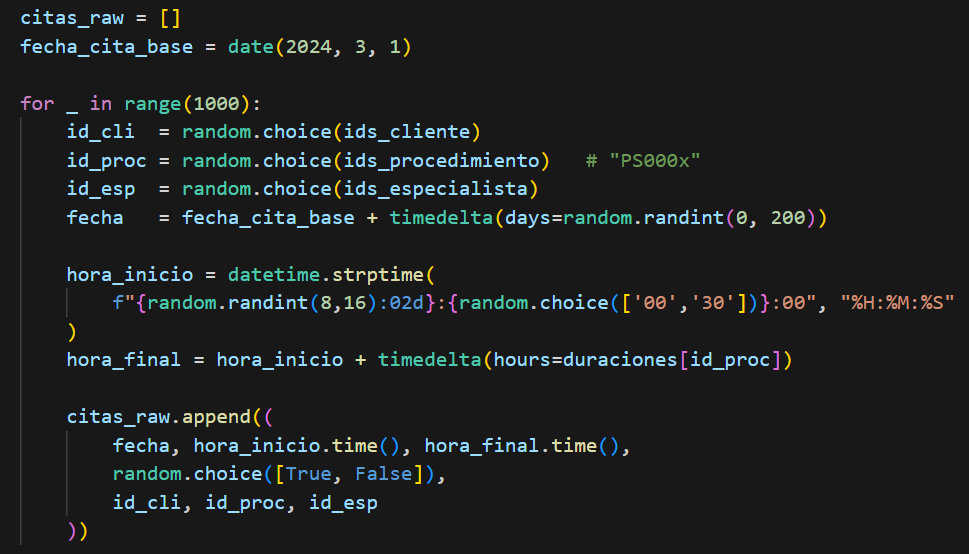 citas_raw = []
fecha_cita_base = date(2024, 3, 1)

for _ in range(1000):
    id_cli  = random.choice(ids_cliente)
    id_proc = random.choice(ids_procedimiento)   # "PS000x"
    id_esp  = random.choice(ids_especialista)
    fecha   = fecha_cita_base + timedelta(days=random.randint(0, 200))

    hora_inicio = datetime.strptime(
        f"{random.randint(8,16):02d}:{random.choice(['00','30'])}:00", "%H:%M:%S"
    )
    hora_final = hora_inicio + timedelta(hours=duraciones[id_proc])

    citas_raw.append((
        fecha, hora_inicio.time(), hora_final.time(),
        random.choice([True, False]),
        id_cli, id_proc, id_esp
    ))